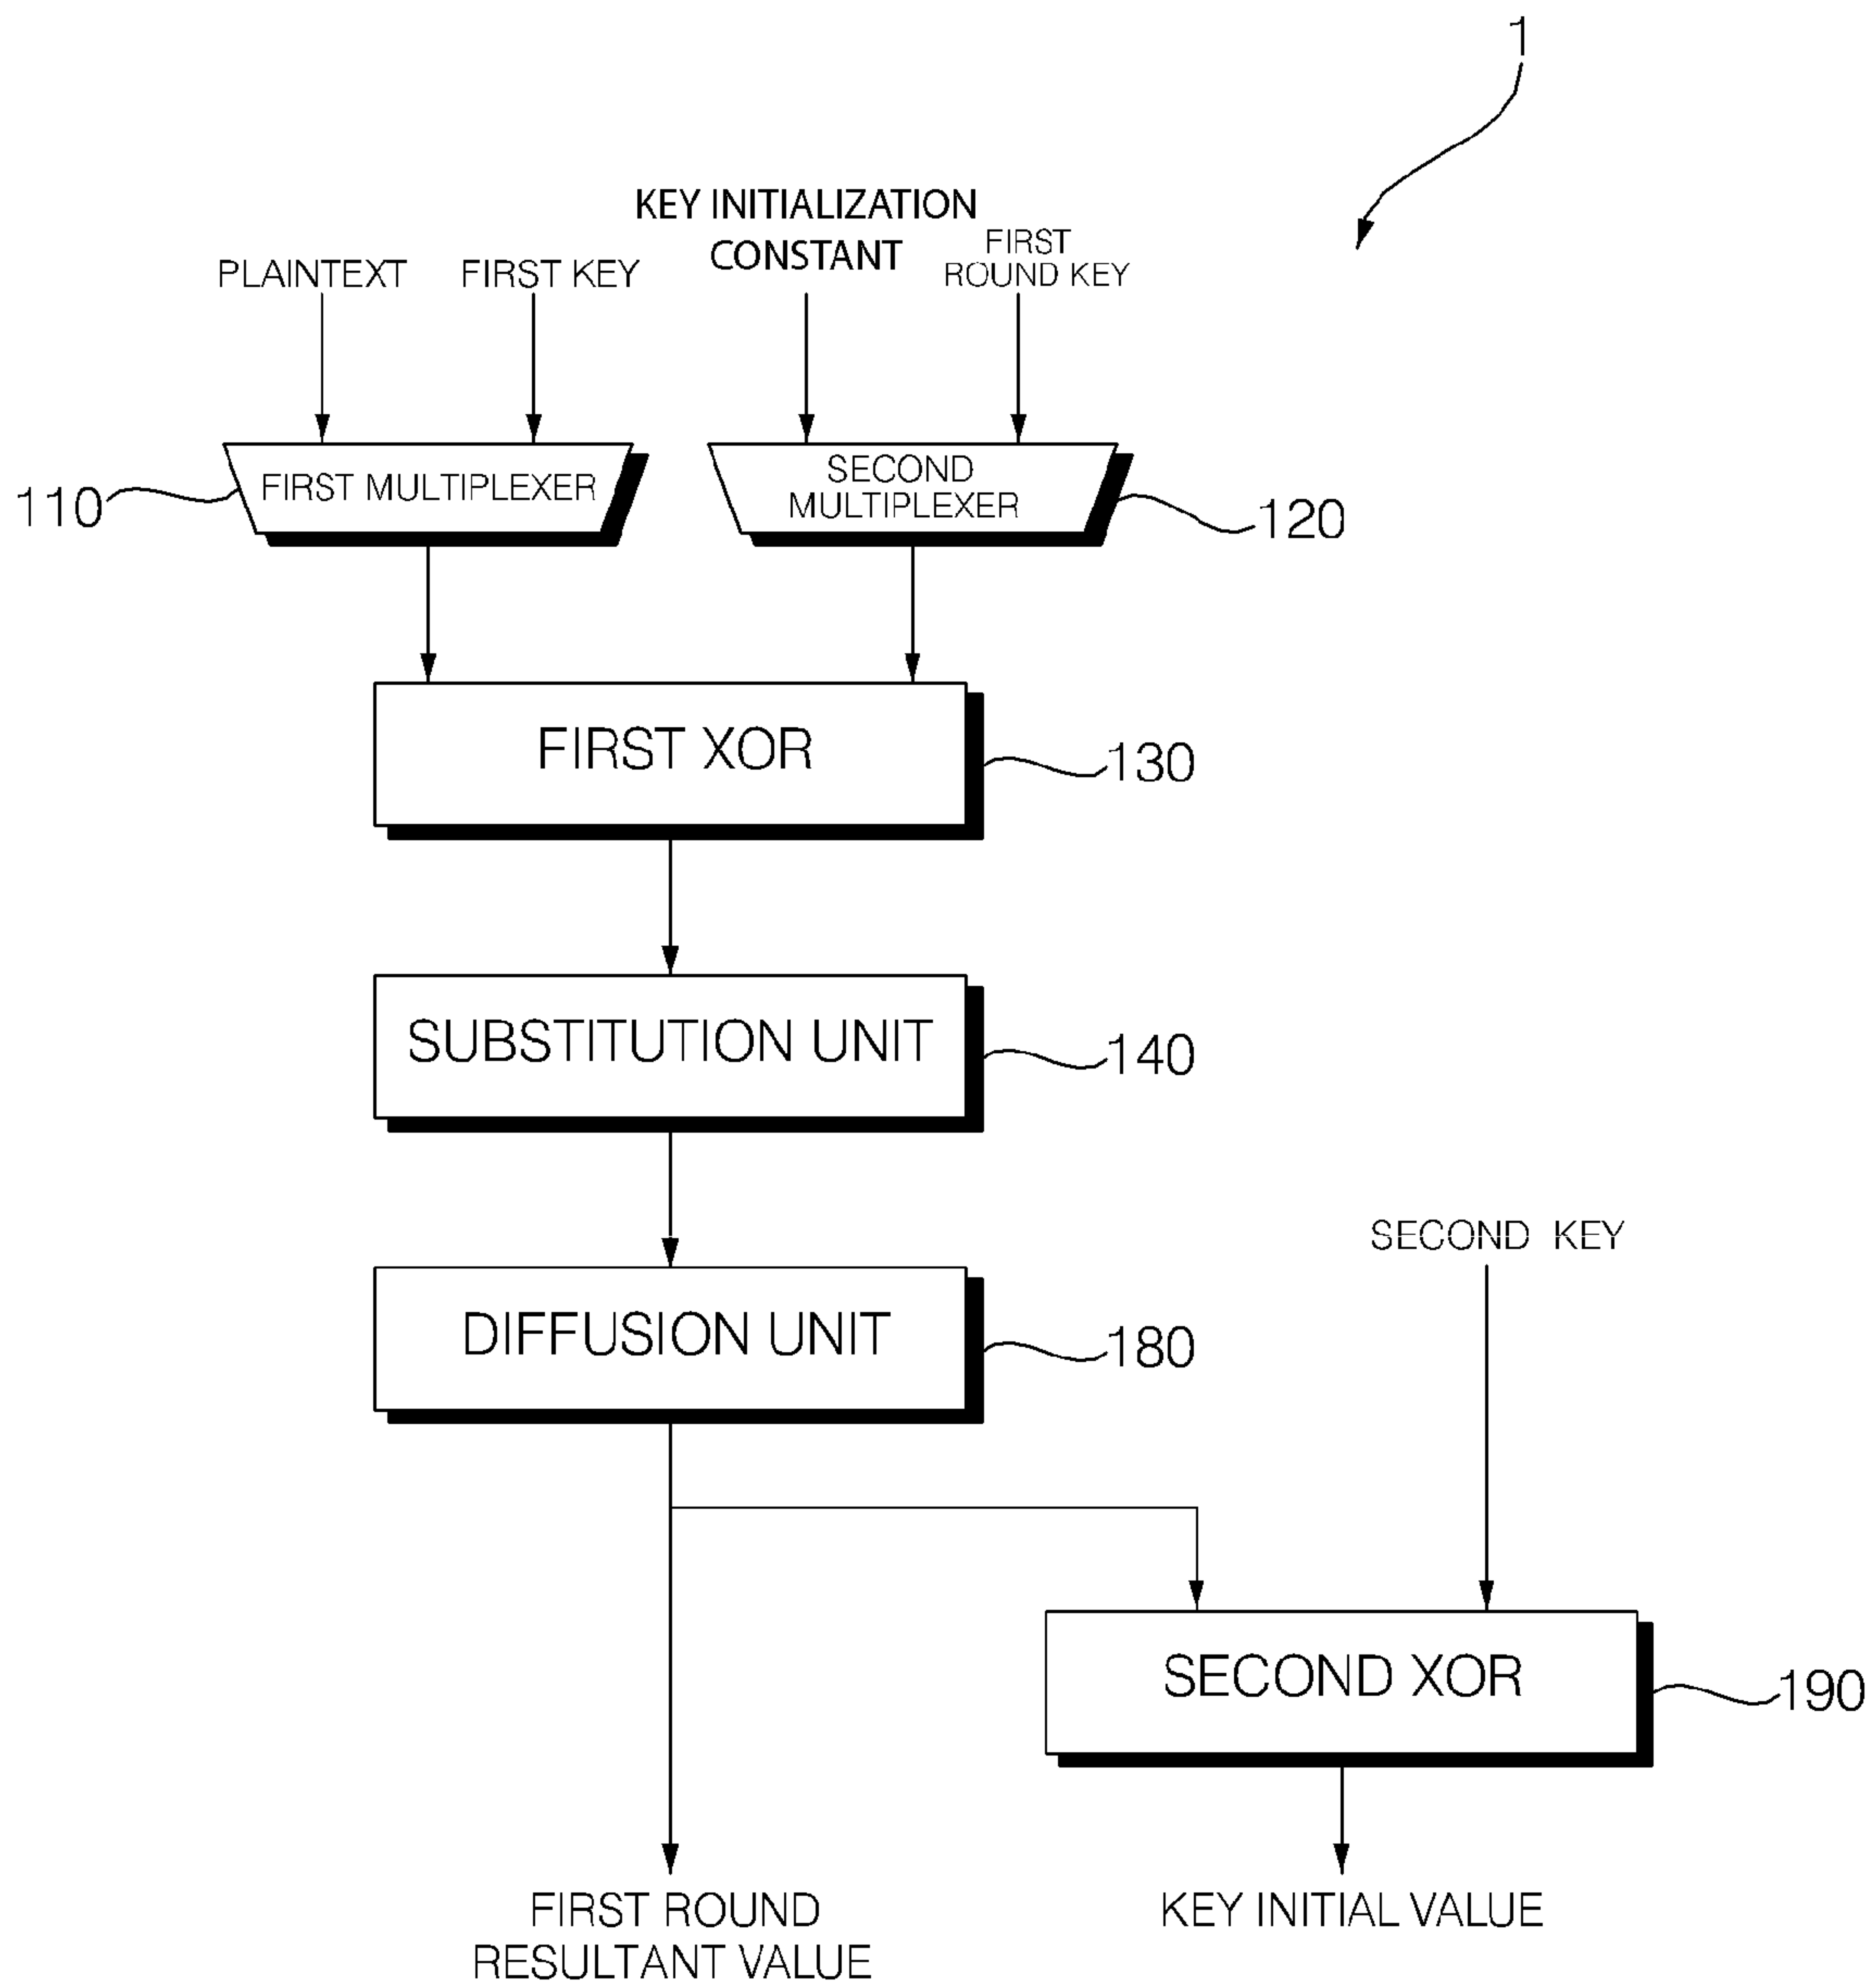 1
KEY INITIALIZATION
CONSTANT
FIRST
ROUND KEY
PLAINTEXT
FIRST KEY
FIRST MULTIPLEXER
110
SECOND
MULTIPLEXER
120
FIRST XOR
130
SUBSTITUTION UNIT
140
SECOND KEY
DIFFUSION UNIT
180
SECOND XOR
190
FIRST ROUND
RESULTANT VALUE
KEY INITIAL VALUE